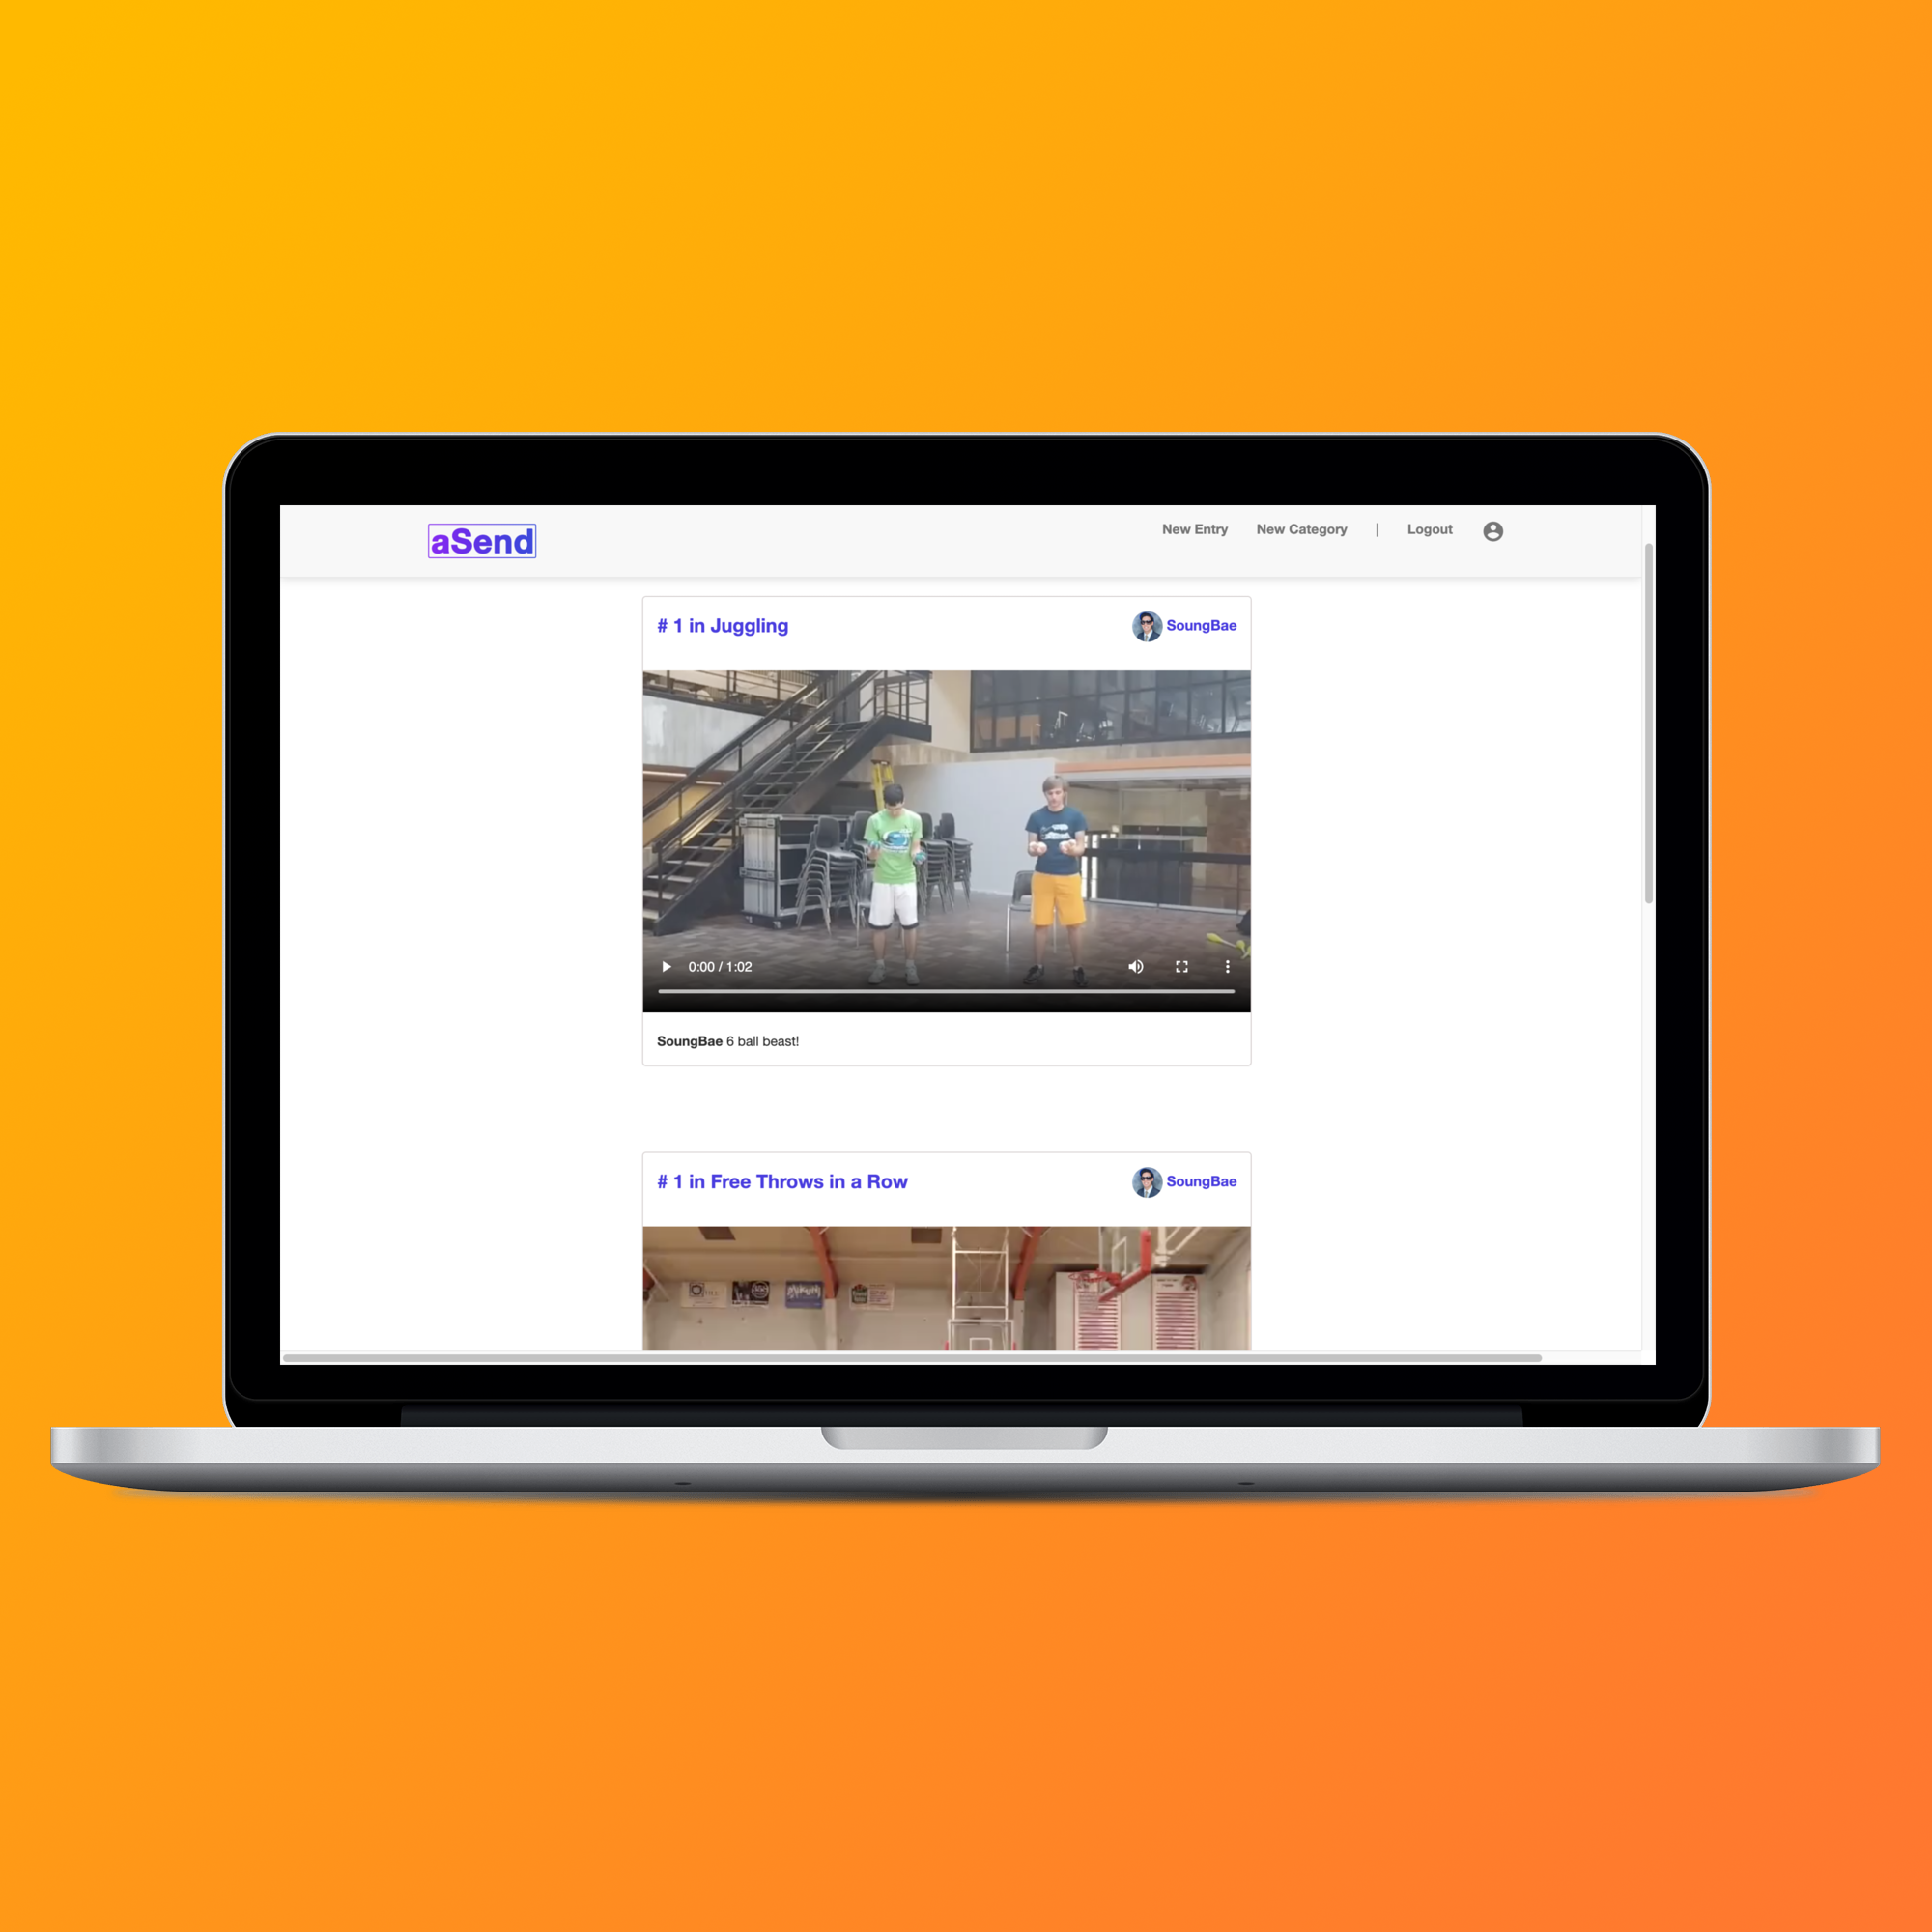 aSend
New Entry New Category | Logout
# 1 in Juggling SoungBae
0:00 / 1:02
SoungBae 6 ball beast!
# 1 in Free Throws in a Row SoungBae